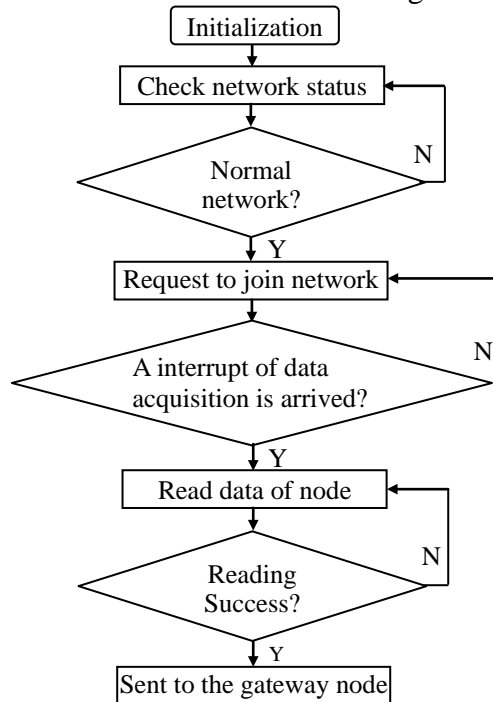 Initialization
Check network status
N
Normal
network?
Y
Request to join network
N
A interrupt of data
acquisition is arrived?
Y
Read data of node
N
Reading
Success?
Y
Sent to the gateway node